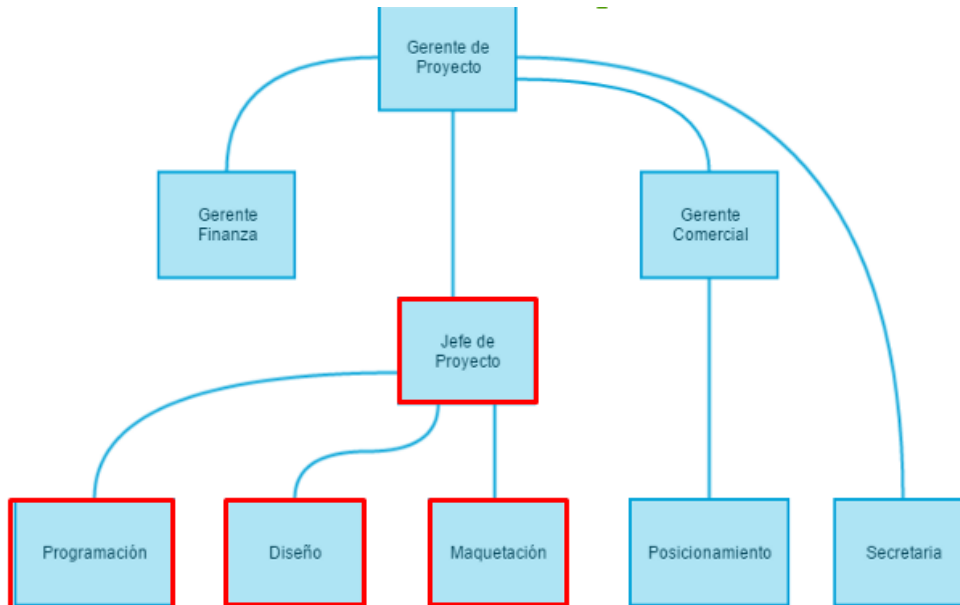 Gerente de
Proyecto
Gerente
Finanza
Gerente
Comercial
Jefe de
Proyecto
Programación
Diseño
Maquetación
Posicionamiento
Secretaria